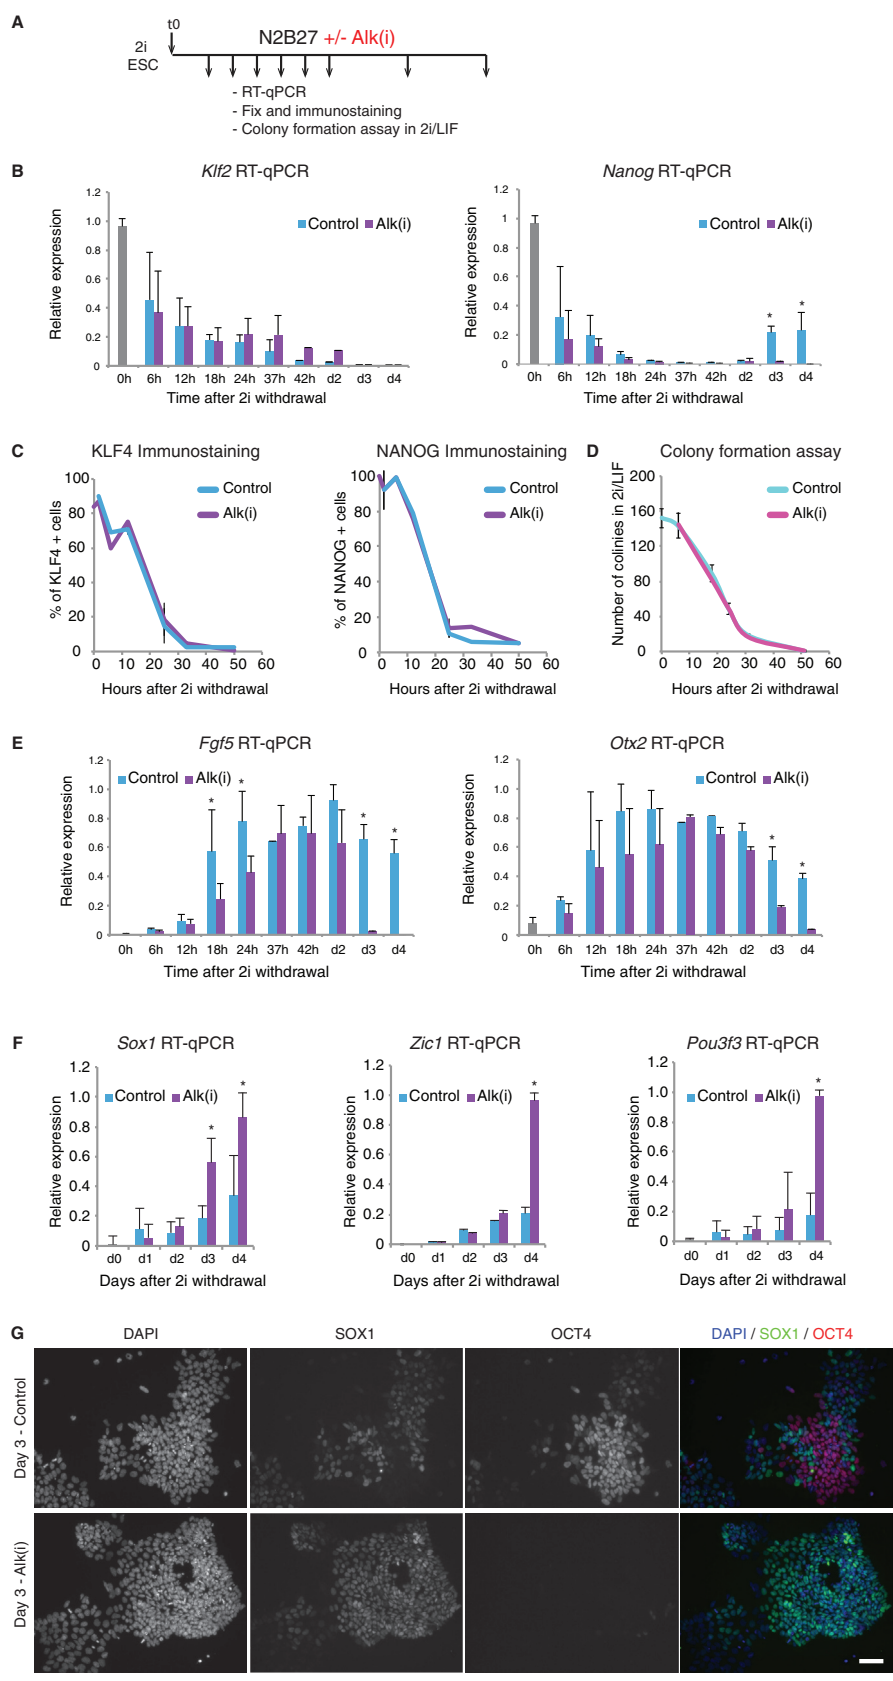 A
t0
N2B27 +/- Alk(i)
2i
ESC
- RT-qPCR
- Fix and immunostaining
- Colony formation assay in 2i/LIF
B
Klf2 RT-qPCR
Relative expression
1.2
1.0
0.8
0.6
0.4
0.2
0
Control Alk(i)
0h 6h 12h 18h 24h 37h 42h d2 d3 d4
Time after 2i withdrawal
Nanog RT-qPCR
Relative expression
1.2
1
0.8
0.6
0.4
0.2
0
Control Alk(i)
* *
0h 6h 12h 18h 24h 37h 42h d2 d3 d4
Time after 2i withdrawal
C
KLF4 Immunostaining
% of KLF4 + cells
100
80
60
40
20
0
Control
Alk(i)
0 10 20 30 40 50 60
Hours after 2i withdrawal
NANOG Immunostaining
% of NANOG + cells
100
80
60
40
20
0
Control
Alk(i)
0 10 20 30 40 50 60
Hours after 2i withdrawal
D
Colony formation assay
Number of colinies in 2i/LIF
200
160
120
80
40
0
Control
Alk(i)
0 10 20 30 40 50 60
Hours after 2i withdrawal
E
Fgf5 RT-qPCR
Relative expression
1.2
1.0
0.8
0.6
0.4
0.2
0
Control Alk(i)
* * * *
0h 6h 12h 18h 24h 37h 42h d2 d3 d4
Time after 2i withdrawal
Otx2 RT-qPCR
Relative expression
1.2
1.0
0.8
0.6
0.4
0.2
0
Control Alk(i)
* *
0h 6h 12h 18h 24h 37h 42h d2 d3 d4
Time after 2i withdrawal
F
Sox1 RT-qPCR
Relative expression
1.2
1.0
0.8
0.6
0.4
0.2
0
Control Alk(i)
* *
d0 d1 d2 d3 d4
Days after 2i withdrawal
Zic1 RT-qPCR
Relative expression
1.2
1.0
0.8
0.6
0.4
0.2
0
Control Alk(i)
*
d0 d1 d2 d3 d4
Days after 2i withdrawal
Pou3f3 RT-qPCR
Relative expression
1.2
1.0
0.8
0.6
0.4
0.2
0
Control Alk(i)
*
d0 d1 d2 d3 d4
Days after 2i withdrawal
G
DAPI SOX1 OCT4 DAPI / SOX1 / OCT4
Day 3 - Control
Day 3 - Alk(i)